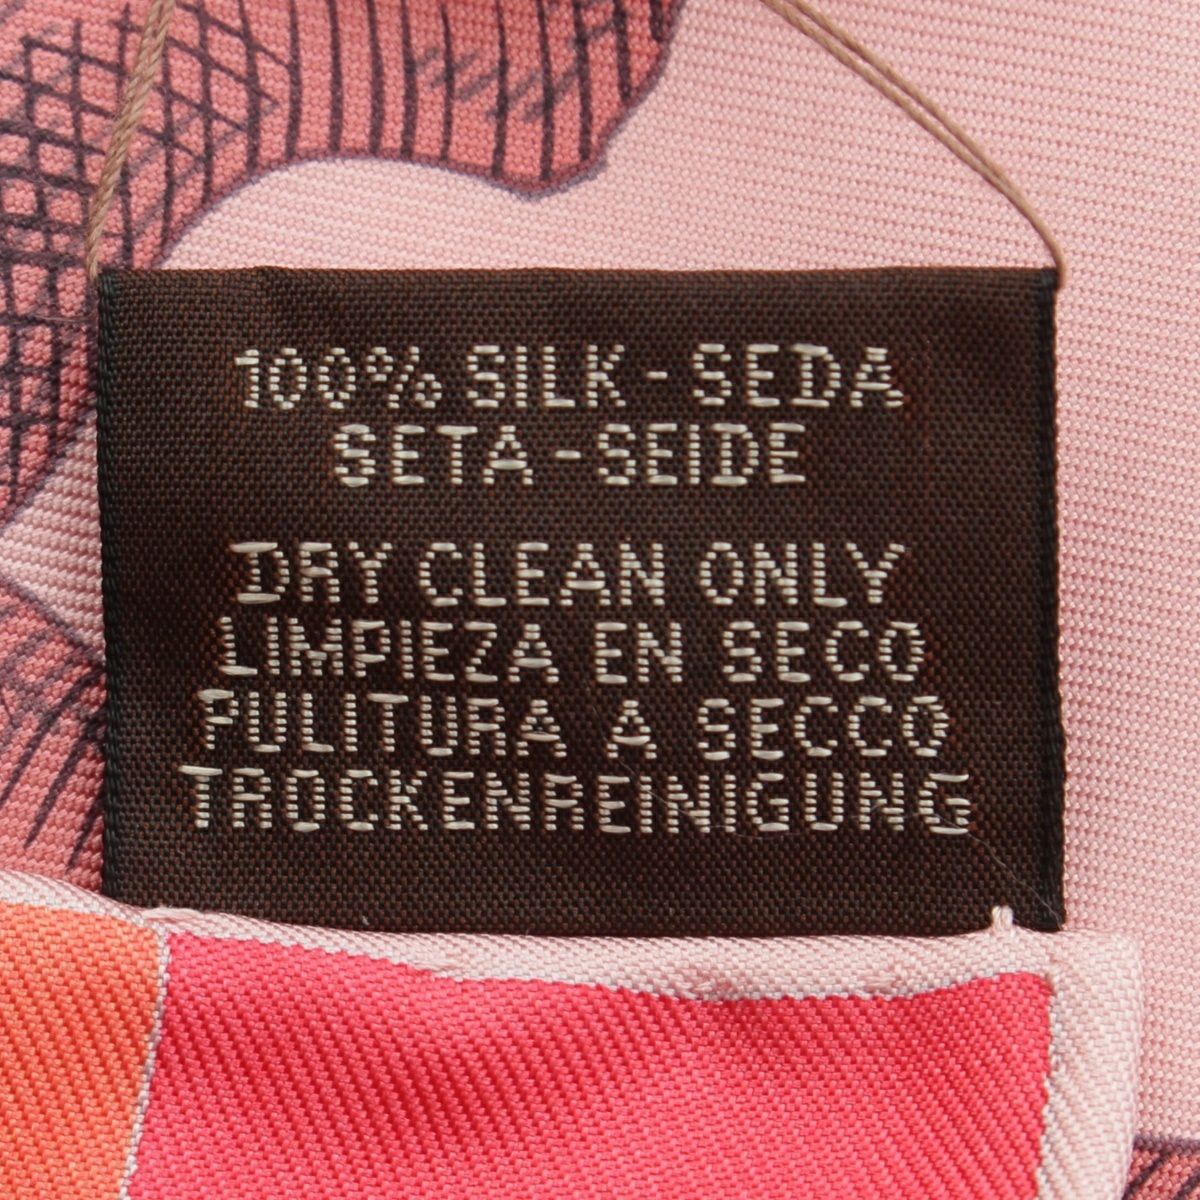 100% SILK - SEDA
SETA - SEIDE
DRY CLEAN ONLY
LIMPIEZA EN SECO
PULITURA A SECCO
TROCKENREINIGUNG